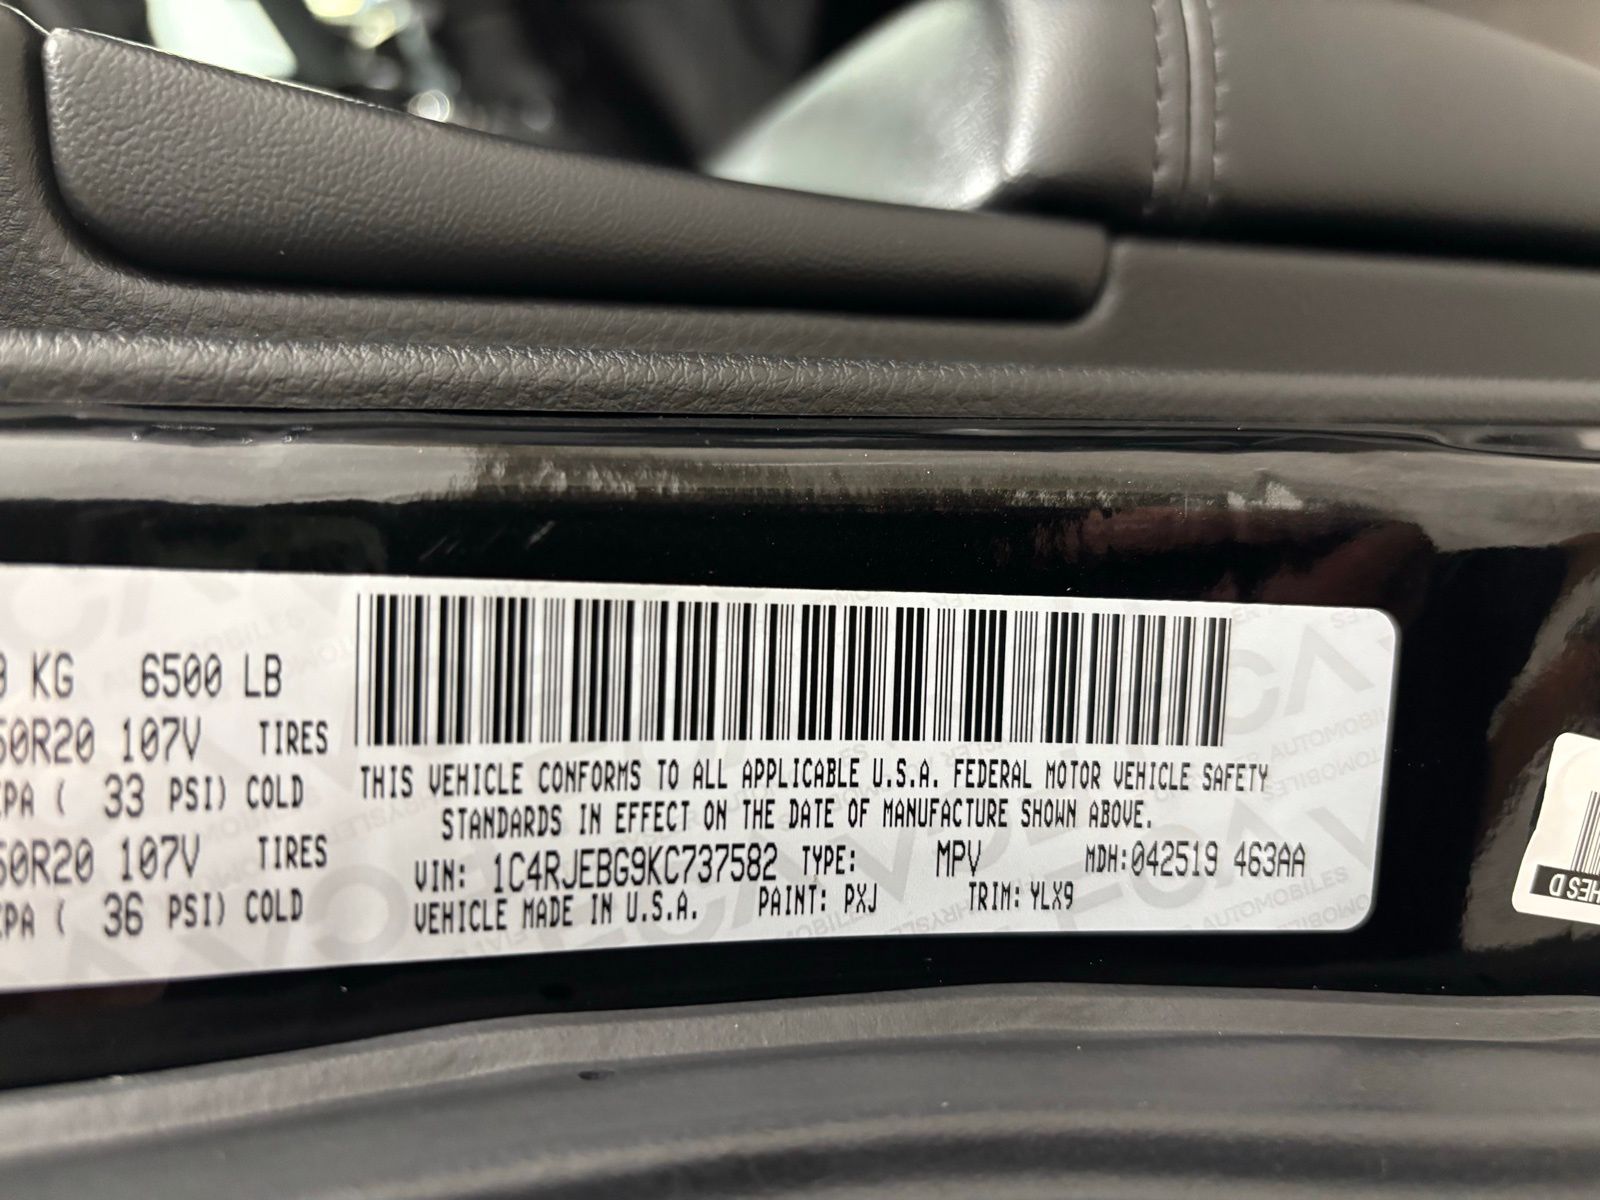 KG 6500 LB
50R20 107V TIRES
KPA ( 33 PSI) COLD
50R20 107V TIRES
KPA ( 36 PSI) COLD
THIS VEHICLE CONFORMS TO ALL APPLICABLE U.S.A. FEDERAL MOTOR VEHICLE SAFETY
STANDARDS IN EFFECT ON THE DATE OF MANUFACTURE SHOWN ABOVE.
VIN: 1C4RJEBG9KC737582 TYPE: MPV MDH:042519 463AA
VEHICLE MADE IN U.S.A. PAINT: PXJ TRIM: YLX9